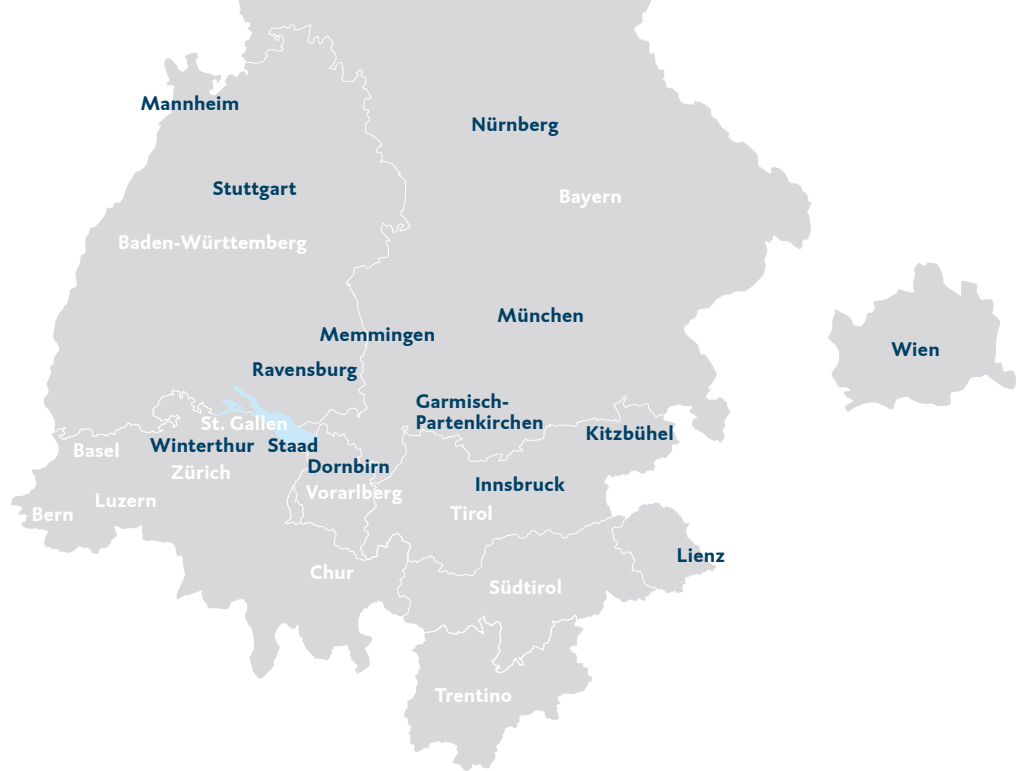 Mannheim
Nürnberg
Stuttgart
Bayern
Baden-Württemberg
München
Memmingen
Wien
Ravensburg
Garmisch-
Partenkirchen
St. Gallen
Kitzbühel
Basel
Winterthur
Staad
Dornbirn
Zürich
Innsbruck
Vorarlberg
Luzern
Bern
Tirol
Lienz
Chur
Südtirol
Trentino